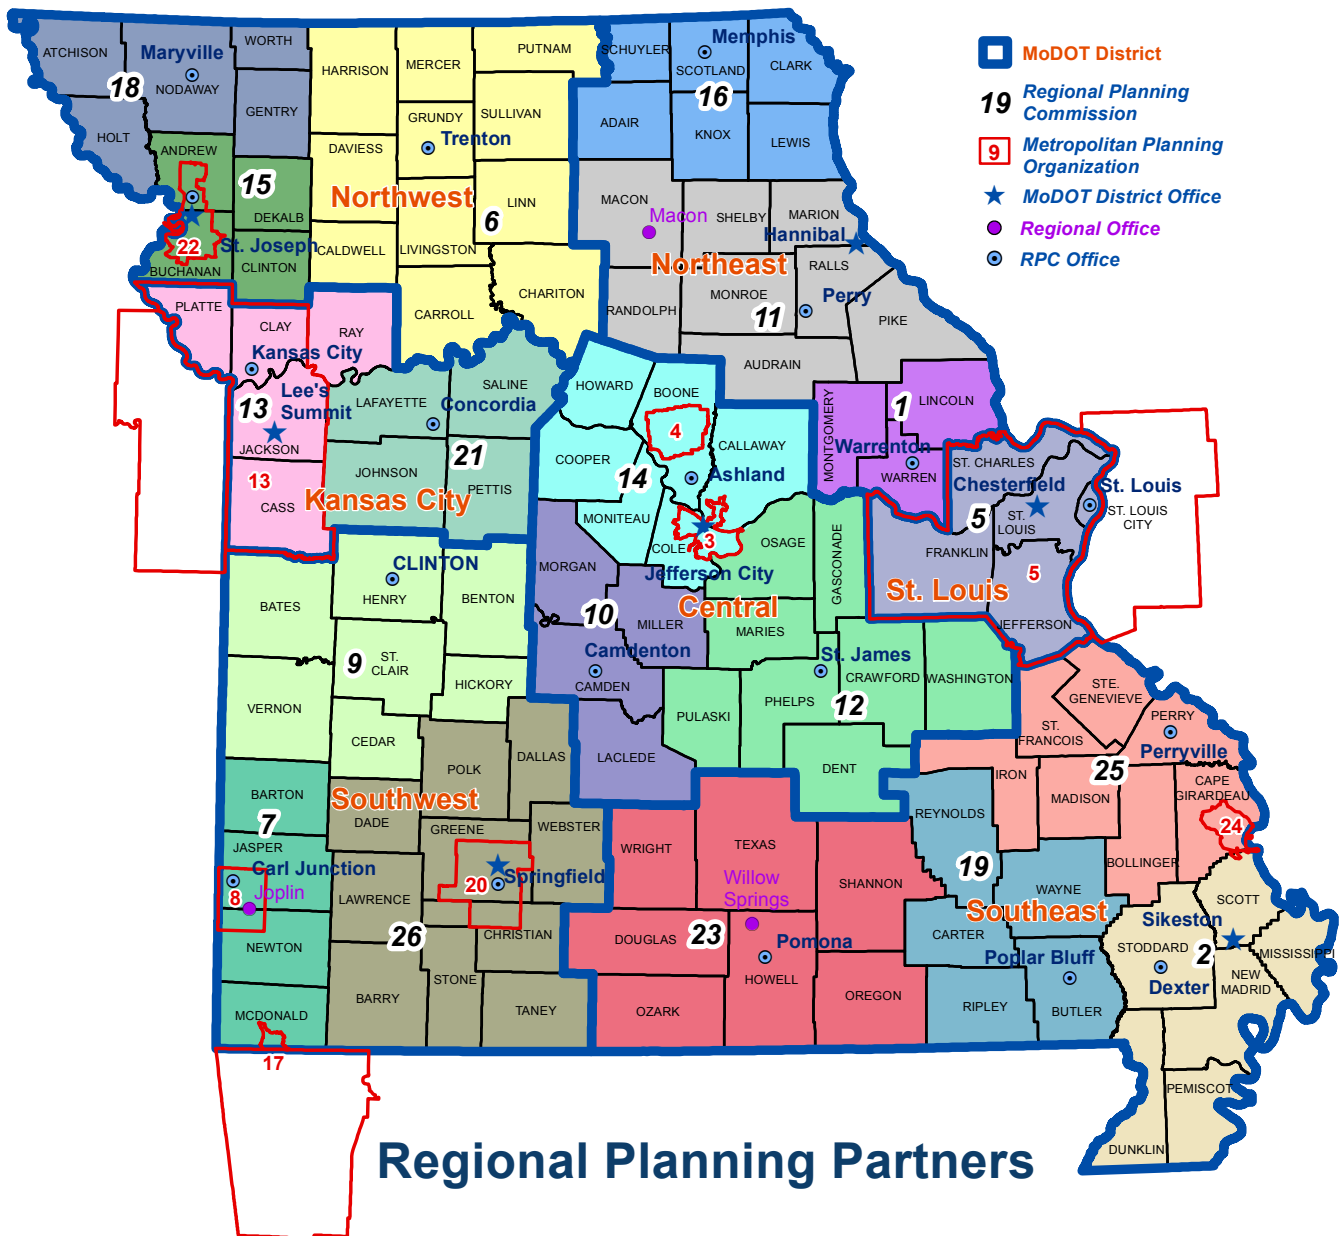 ATCHISON
Maryville
NODAWAY
WORTH
GENTRY
HOLT
18
HARRISON
MERCER
PUTNAM
GRUNDY
SULLIVAN
Trenton
DAVIESS
Northwest
LINN
6
CALDWELL
LIVINGSTON
CHARITON
CARROLL
ANDREW
15
DEKALB
St. Joseph
22
BUCHANAN
CLINTON
SCHUYLER
Memphis
SCOTLAND
CLARK
16
ADAIR
KNOX
LEWIS
MACON
Macon
SHELBY
MARION
Hannibal
Northeast
RALLS
RANDOLPH
MONROE
Perry
11
PIKE
AUDRAIN
MoDOT District
19
Regional Planning
Commission
9
Metropolitan Planning
Organization
MoDOT District Office
Regional Office
RPC Office
PLATTE
CLAY
RAY
Kansas City
Lee's
Summit
13
JACKSON
13
CASS
LAFAYETTE
SALINE
Concordia
21
JOHNSON
PETTIS
Kansas City
HOWARD
BOONE
4
CALLAWAY
COOPER
14
Ashland
MONITEAU
COLE
3
Jefferson City
OSAGE
GASCONADE
Central
MONTGOMERY
1
LINCOLN
Warrenton
WARREN
ST. CHARLES
Chesterfield
St. Louis
ST. LOUIS
CITY
5
ST.
LOUIS
FRANKLIN
5
St. Louis
JEFFERSON
MORGAN
10
MILLER
Camdenton
CAMDEN
LACLEDE
MARIES
St. James
PHELPS
CRAWFORD
WASHINGTON
PULASKI
12
DENT
CLINTON
BATES
HENRY
BENTON
9
ST.
CLAIR
HICKORY
VERNON
CEDAR
POLK
DALLAS
BARTON
Southwest
DADE
7
GREENE
WEBSTER
JASPER
Carl Junction
8
Joplin
20
Springfield
LAWRENCE
26
CHRISTIAN
NEWTON
BARRY
STONE
TANEY
MCDONALD
17
WRIGHT
TEXAS
Willow
Springs
SHANNON
DOUGLAS
23
Pomona
HOWELL
OZARK
OREGON
STE.
GENEVIEVE
PERRY
ST.
FRANCOIS
Perryville
25
IRON
MADISON
CAPE
GIRARDEAU
24
BOLLINGER
REYNOLDS
19
WAYNE
Southeast
CARTER
Poplar Bluff
RIPLEY
BUTLER
SCOTT
Sikeston
STODDARD
2
MISSISSIPPI
Dexter
NEW
MADRID
PEMISCOT
DUNKLIN
Regional Planning Partners